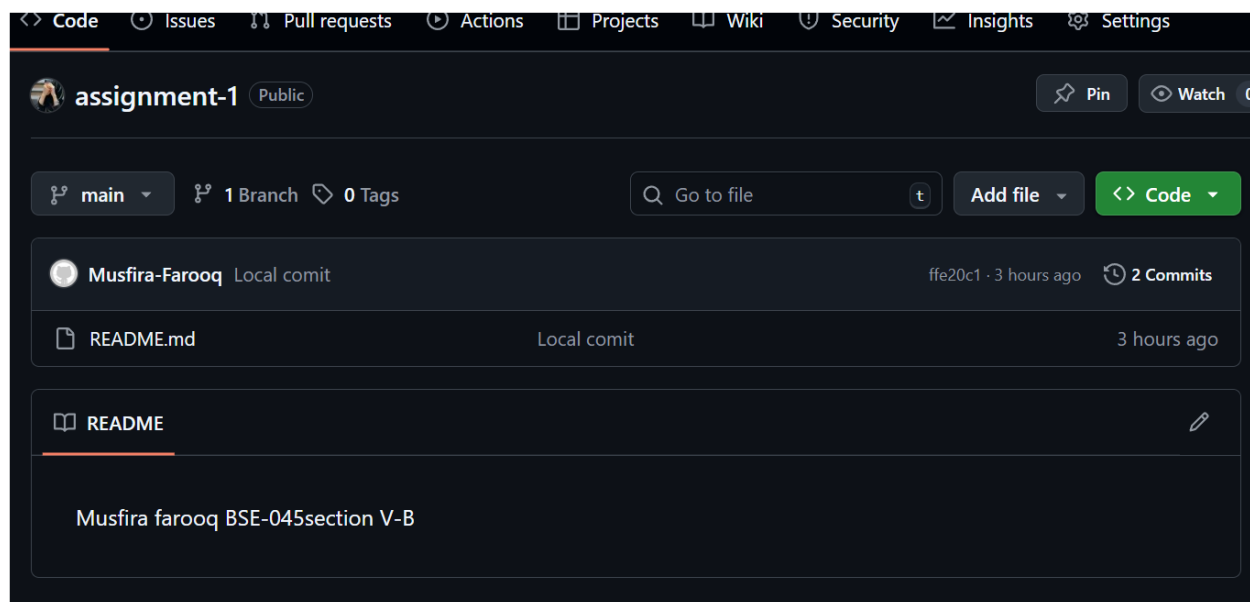 Code Issues Pull requests Actions Projects Wiki Security Insights Settings
assignment-1 Public Pin Watch 0
main 1 Branch 0 Tags Go to file t Add file Code
Musfira-Farooq Local comit ffe20c1 · 3 hours ago 2 Commits
README.md Local comit 3 hours ago
README
Musfira farooq BSE-045section V-B